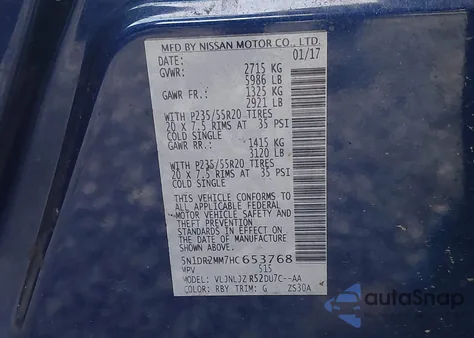 MFD BY NISSAN MOTOR CO., LTD.
DATE: 01/17
GVWR: 2715 KG
5986 LB
GAWR FR.: 1325 KG
2921 LB
WITH P235/55R20 TIRES
20 X 7.5 RIMS AT 35 PSI
COLD SINGLE
GAWR RR.: 1415 KG
3120 LB
WITH P235/55R20 TIRES
20 X 7.5 RIMS AT 35 PSI
COLD SINGLE
THIS VEHICLE CONFORMS TO
ALL APPLICABLE FEDERAL
MOTOR VEHICLE SAFETY AND
THEFT PREVENTION
STANDARDS IN EFFECT ON
THE DATE OF MANUFACTURE
SHOWN ABOVE.
5N1DR2MM7HC653768
MPV 515
MODEL: VLJNLJZ R52DU7C--AA
COLOR: RBY TRIM: G ZS30A
autoSnap